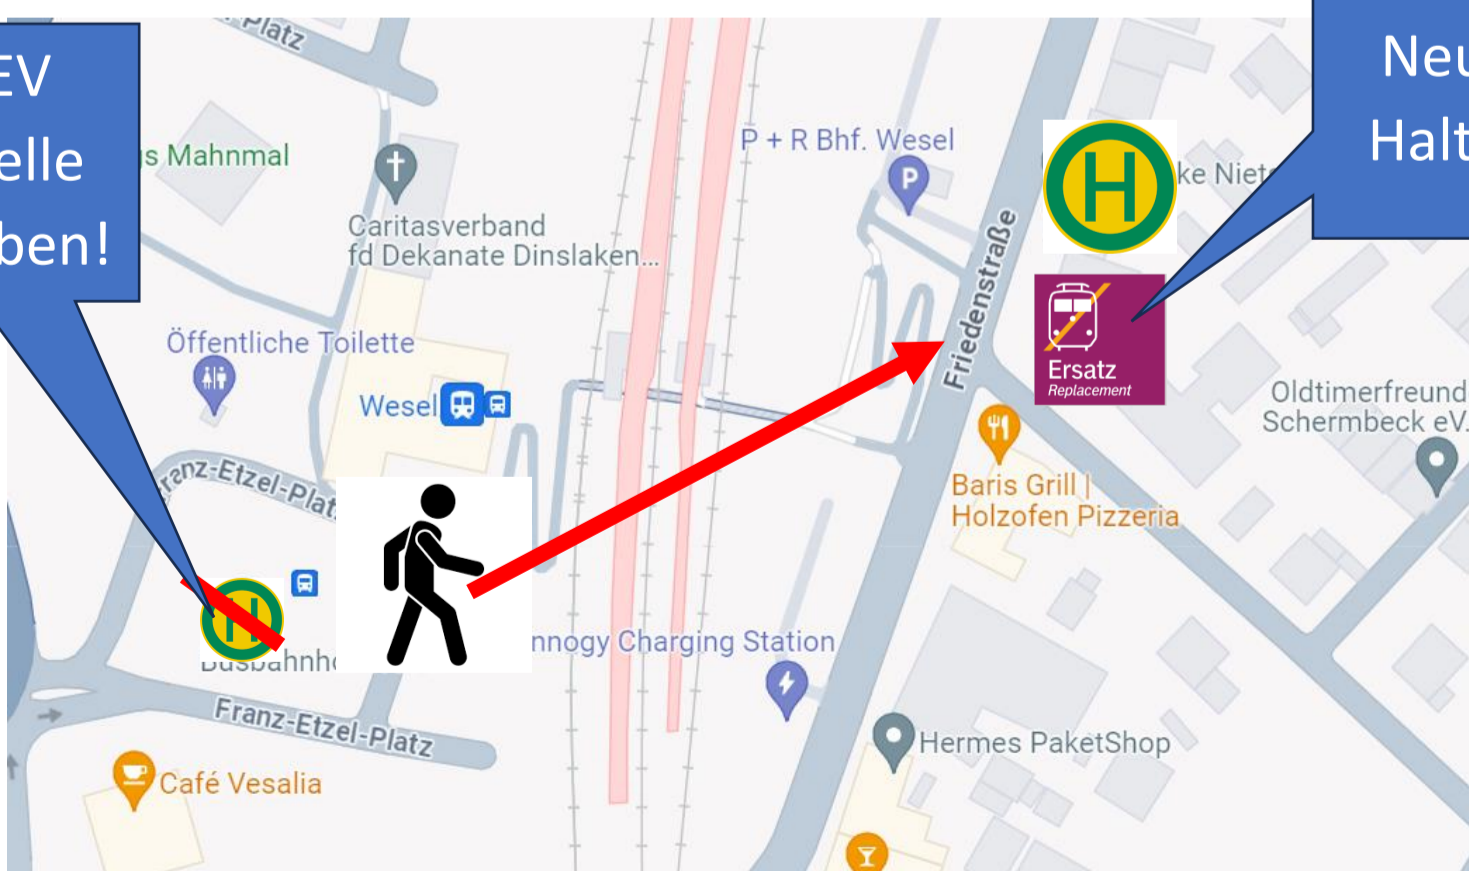 Platz
EV
elle
ben!
Neu
Halt
s Mahnmal
P + R Bhf. Wesel
P
H
ke Niet
Caritasverband
fd Dekanate Dinslaken...
Friedenstraße
Öffentliche Toilette
Ersatz
Replacement
Wesel
Oldtimerfreund
Schermbeck eV.
Franz-Etzel-Plat
Baris Grill |
Holzofen Pizzeria
H
Busbahnho
nnogy Charging Station
Franz-Etzel-Platz
Hermes PaketShop
Café Vesalia